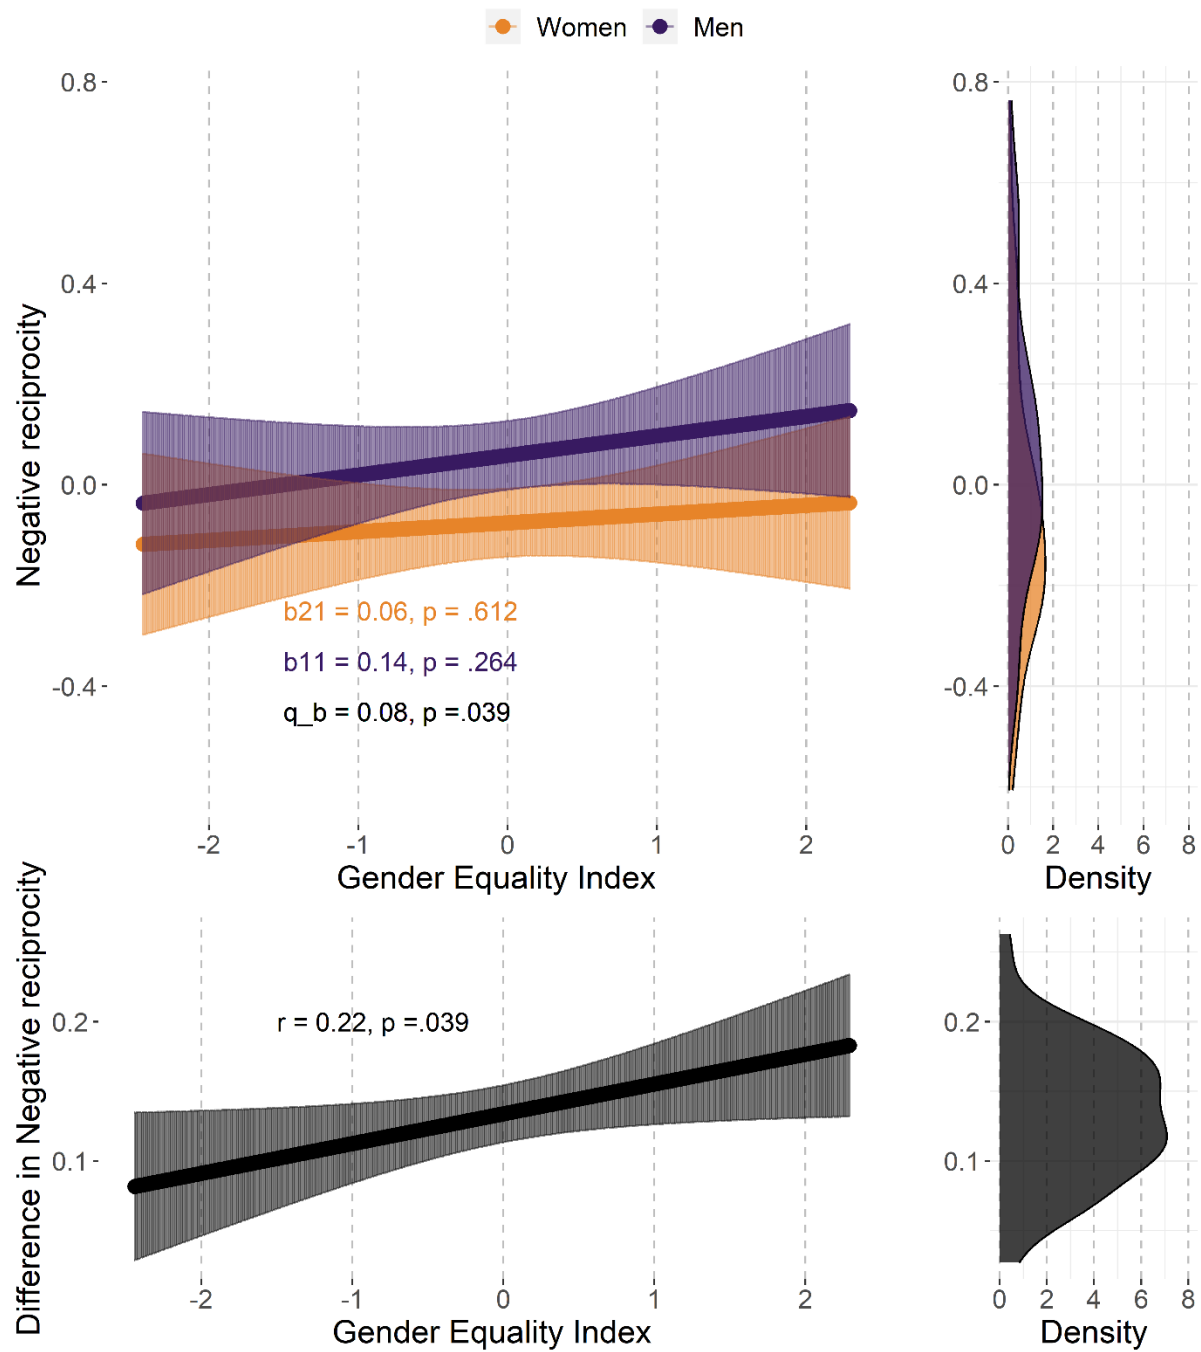 Women Men
0.8
0.4
0.0
-0.4
Negative reciprocity
b21 = 0.06, p = .612
b11 = 0.14, p = .264
q_b = 0.08, p =.039
-2 -1 0 1 2
Gender Equality Index
0.8
0.4
0.0
-0.4
0 2 4 6 8
Density
Difference in Negative reciprocity
0.2
0.1
r = 0.22, p =.039
-2 -1 0 1 2
Gender Equality Index
0.2
0.1
0 2 4 6 8
Density